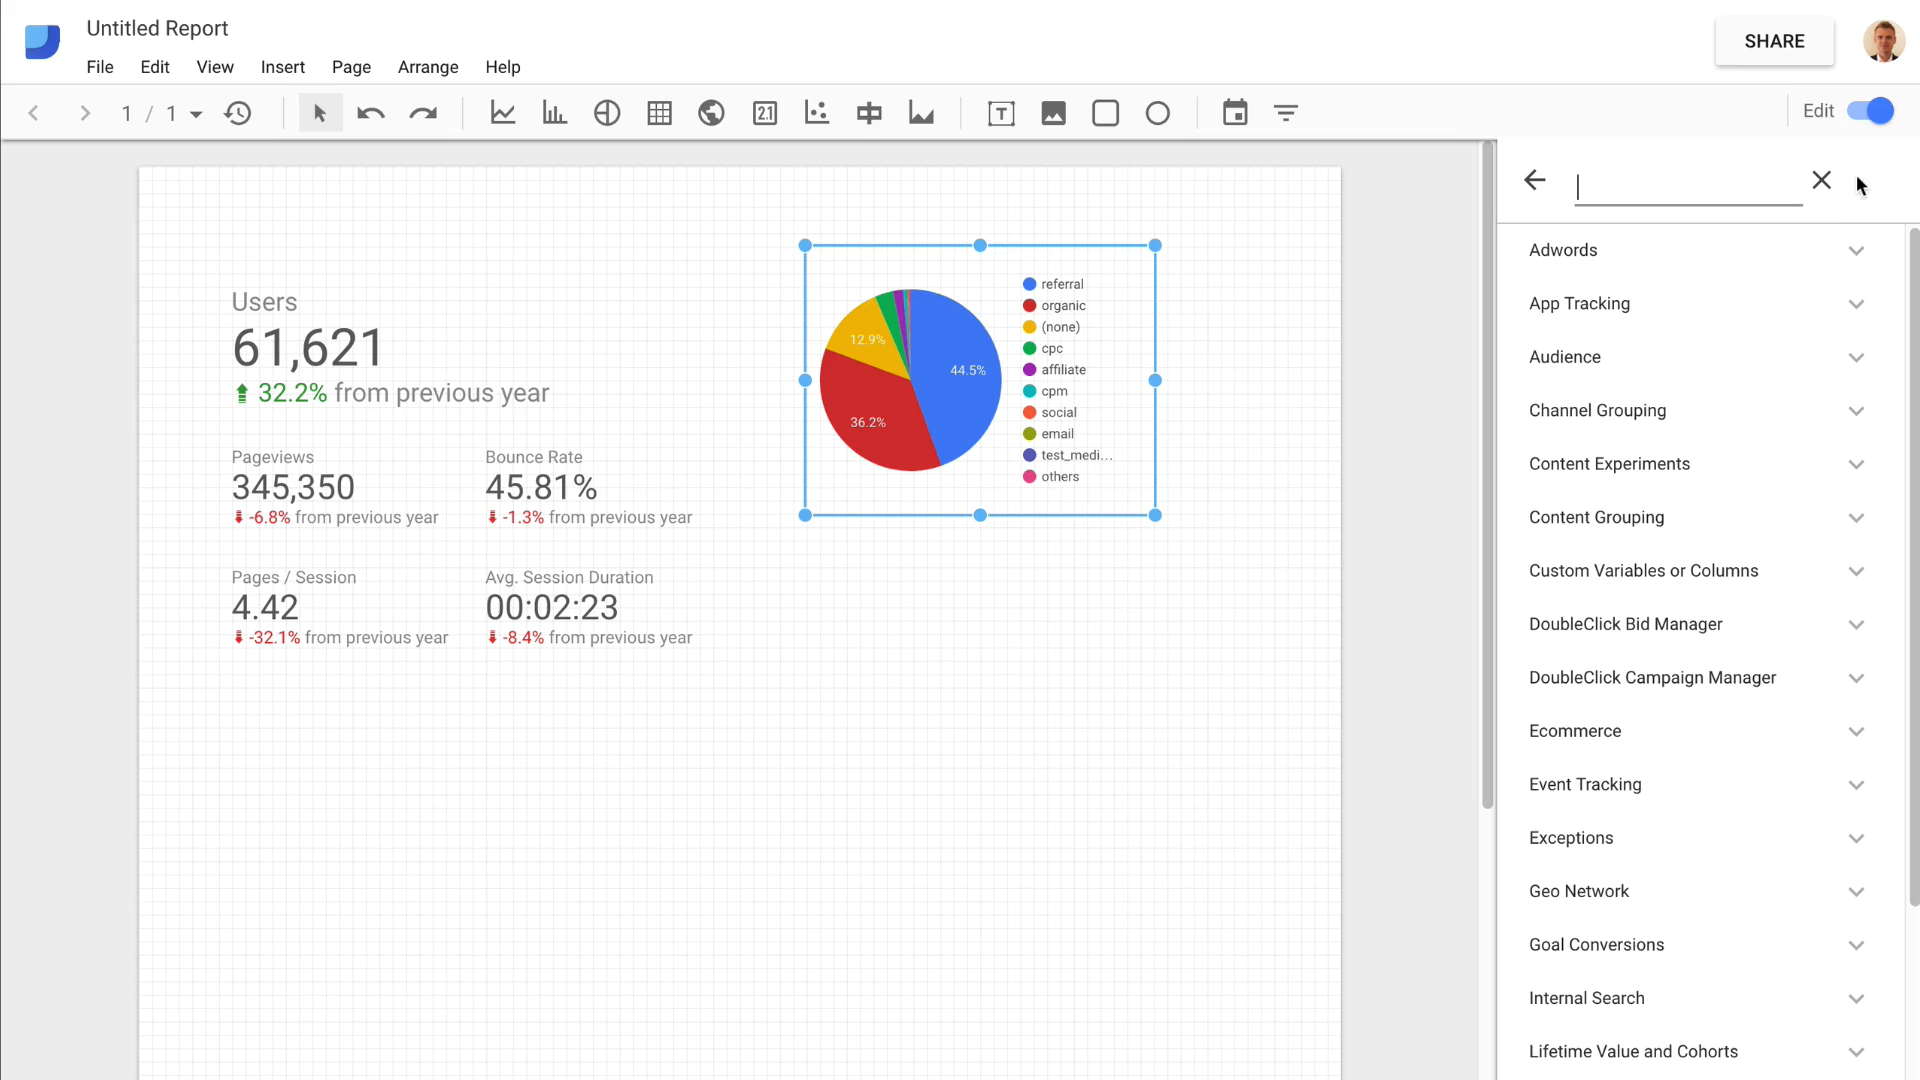 Untitled Report
File Edit View Insert Page Arrange Help
SHARE
1 / 1
2.1
T
Edit
Users
61,621
32.2% from previous year
Pageviews
345,350
-6.8% from previous year
Bounce Rate
45.81%
-1.3% from previous year
Pages / Session
4.42
-32.1% from previous year
Avg. Session Duration
00:02:23
-8.4% from previous year
44.5%
36.2%
12.9%
referral
organic
(none)
cpc
affiliate
cpm
social
email
test_medi...
others
Adwords
App Tracking
Audience
Channel Grouping
Content Experiments
Content Grouping
Custom Variables or Columns
DoubleClick Bid Manager
DoubleClick Campaign Manager
Ecommerce
Event Tracking
Exceptions
Geo Network
Goal Conversions
Internal Search
Lifetime Value and Cohorts